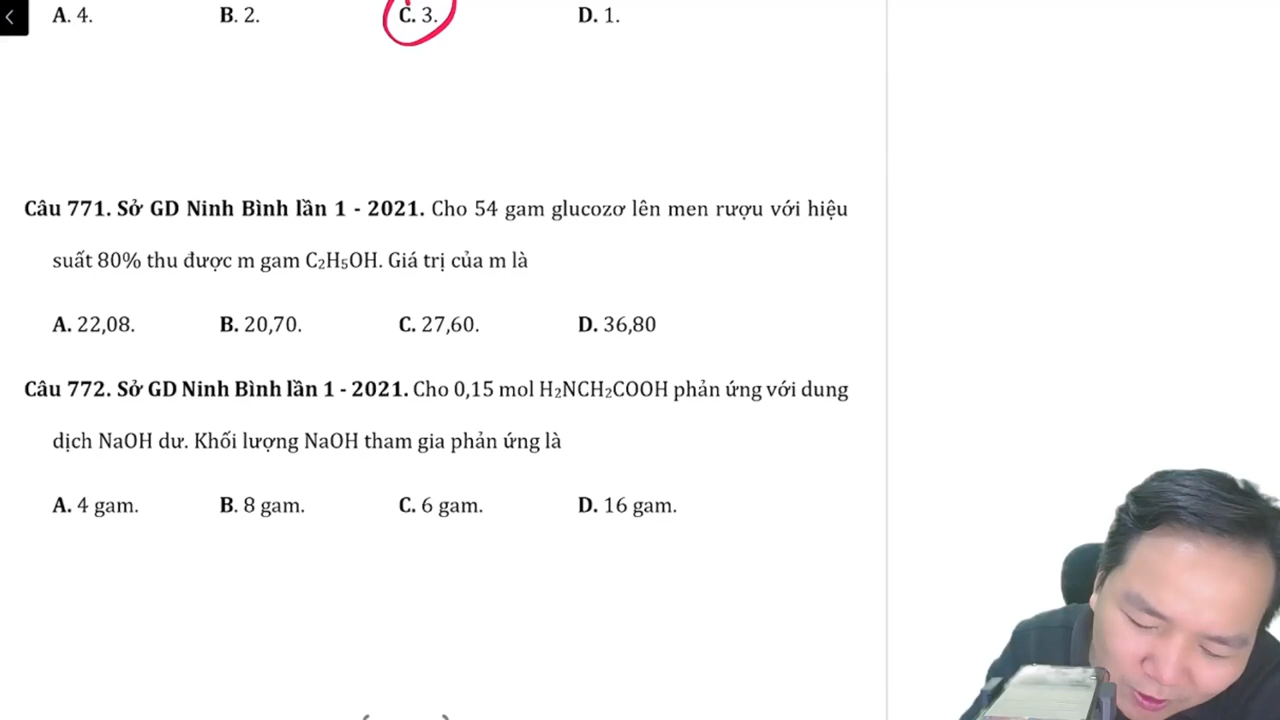 A. 4. B. 2. C. 3. D. 1.
Câu 771. Sở GD Ninh Bình lần 1 - 2021. Cho 54 gam glucozơ lên men rượu với hiệu
suất 80% thu được m gam C₂H₅OH. Giá trị của m là
A. 22,08. B. 20,70. C. 27,60. D. 36,80
Câu 772. Sở GD Ninh Bình lần 1 - 2021. Cho 0,15 mol H₂NCH₂COOH phản ứng với dung
dịch NaOH dư. Khối lượng NaOH tham gia phản ứng là
A. 4 gam. B. 8 gam. C. 6 gam. D. 16 gam.